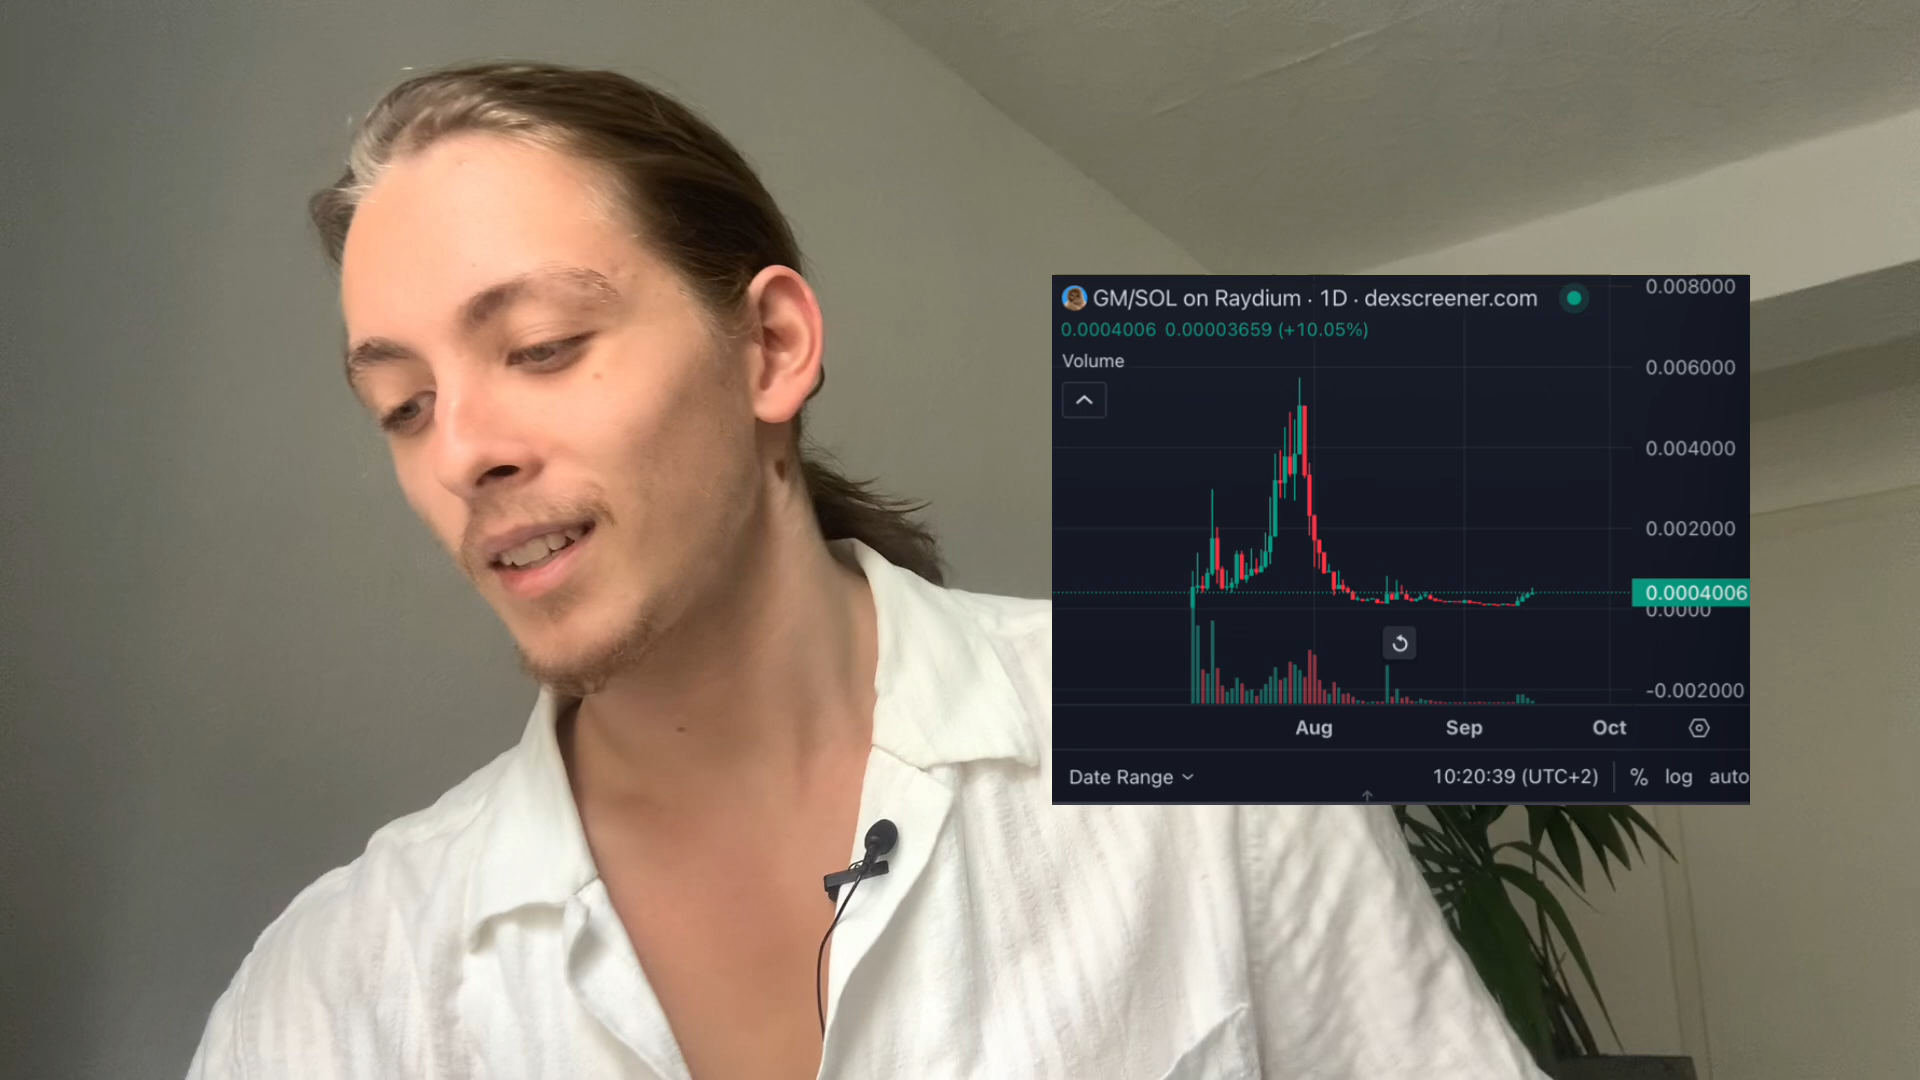 GM/SOL on Raydium · 1D · dexscreener.com
0.0004006 0.00003659 (+10.05%)
Volume
0.008000
0.006000
0.004000
0.002000
0.0004006
0.0000
-0.002000
Aug Sep Oct
Date Range 10:20:39 (UTC+2) % log auto